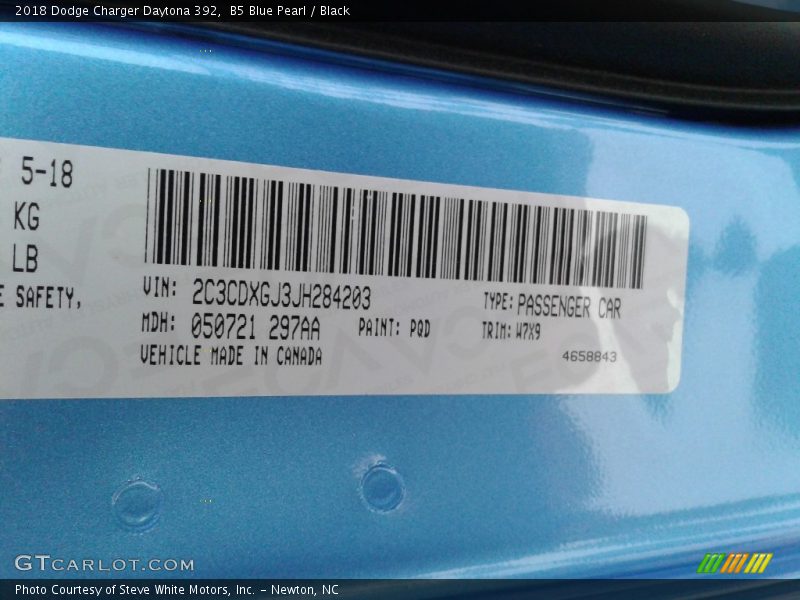 2018 Dodge Charger Daytona 392, B5 Blue Pearl / Black
5-18
KG
LB
E SAFETY,
VIN: 2C3CDXGJ3JH284203 TYPE: PASSENGER CAR
MDH: 050721 297AA PAINT: PQD TRIM: W7X9
VEHICLE MADE IN CANADA 4658843
GTCARLOT.COM
Photo Courtesy of Steve White Motors, Inc. – Newton, NC